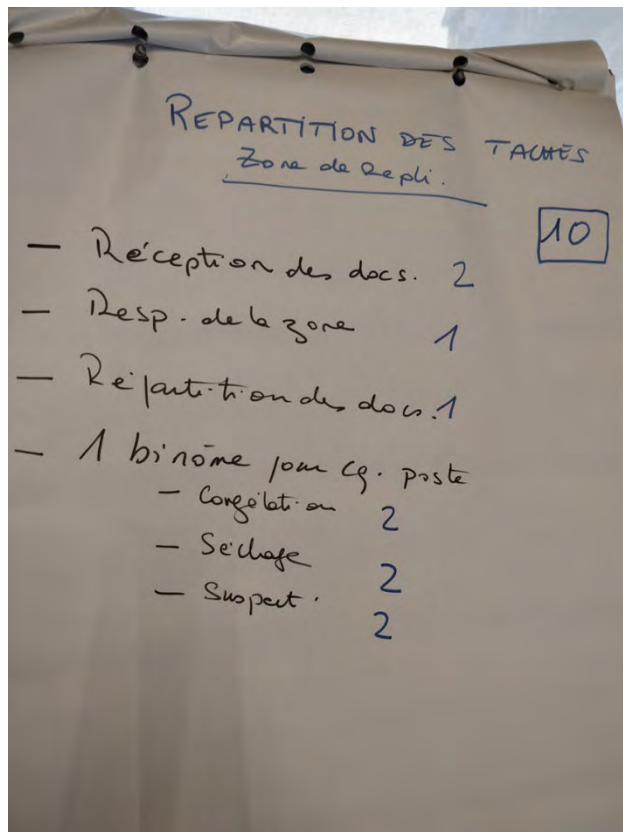 REPARTITION DES TACHES
Zone de Repli.
10
— Réception des docs. 2
— Resp. de la zone 1
— Répartition des docs. 1
— 1 binôme pour cq. poste
— Congélation 2
— Séchage 2
— Suspect. 2